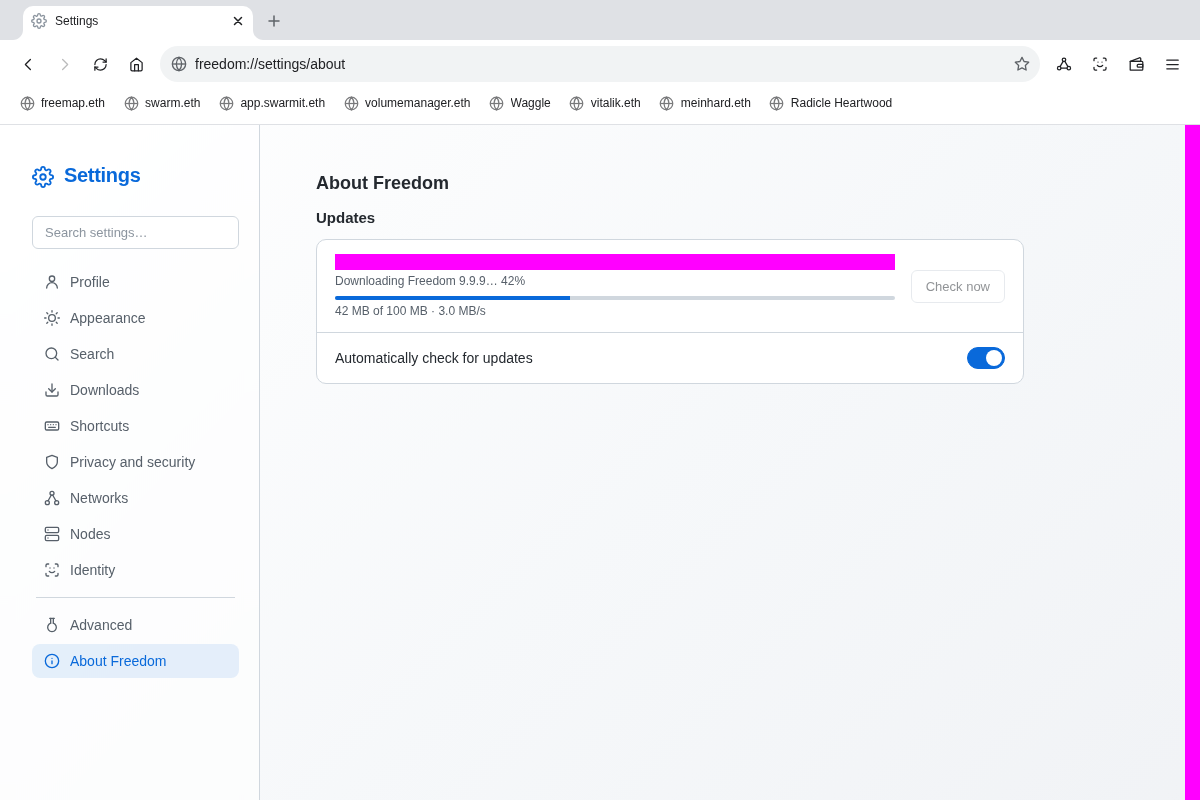 Settings
freedom://settings/about
freemap.eth swarm.eth app.swarmit.eth volumemanager.eth Waggle vitalik.eth meinhard.eth Radicle Heartwood
Settings
Search settings…
Profile
Appearance
Search
Downloads
Shortcuts
Privacy and security
Networks
Nodes
Identity
Advanced
About Freedom
About Freedom
Updates
Downloading Freedom 9.9.9… 42%
42 MB of 100 MB · 3.0 MB/s
Check now
Automatically check for updates